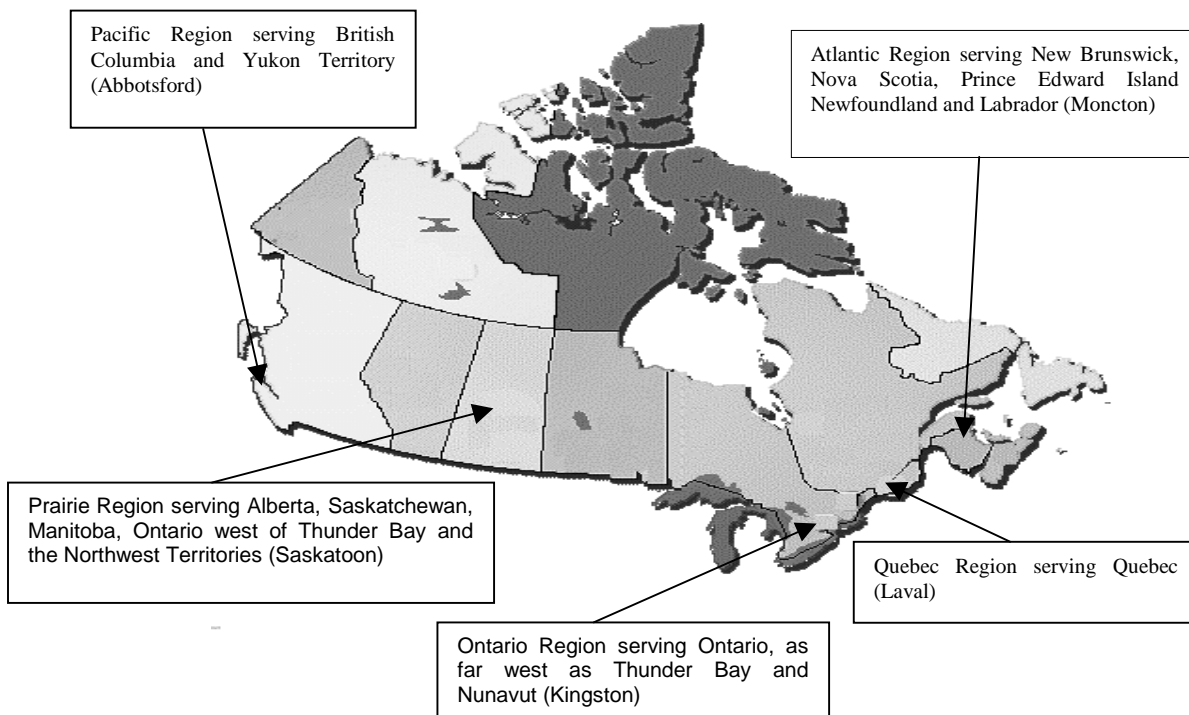 Pacific Region serving British
Columbia and Yukon Territory
(Abbotsford)
Atlantic Region serving New Brunswick,
Nova Scotia, Prince Edward Island
Newfoundland and Labrador (Moncton)
Prairie Region serving Alberta, Saskatchewan,
Manitoba, Ontario west of Thunder Bay and
the Northwest Territories (Saskatoon)
Quebec Region serving Quebec
(Laval)
Ontario Region serving Ontario, as
far west as Thunder Bay and
Nunavut (Kingston)